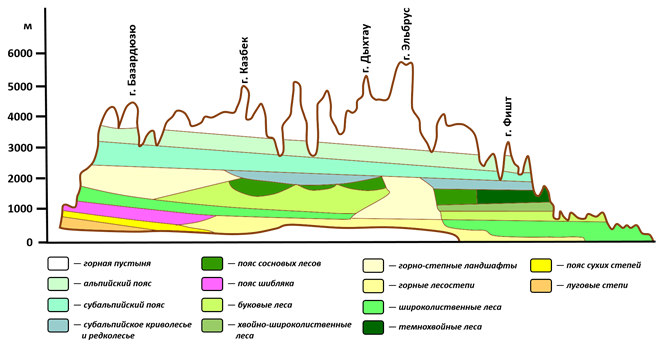 м
г. Базардюзю
г. Казбек
г. Дыхтау
г. Эльбрус
г. Фишт
6000
5000
4000
3000
2000
1000
0
— горная пустыня
— альпийский пояс
— субальпийский пояс
— субальпийское криволесье
и редколесье
— пояс сосновых лесов
— пояс шибляка
— буковые леса
— хвойно-широколиственные
леса
— горно-степные ландшафты
— горные лесостепи
— широколиственные леса
— темнохвойные леса
— пояс сухих степей
— луговые степи